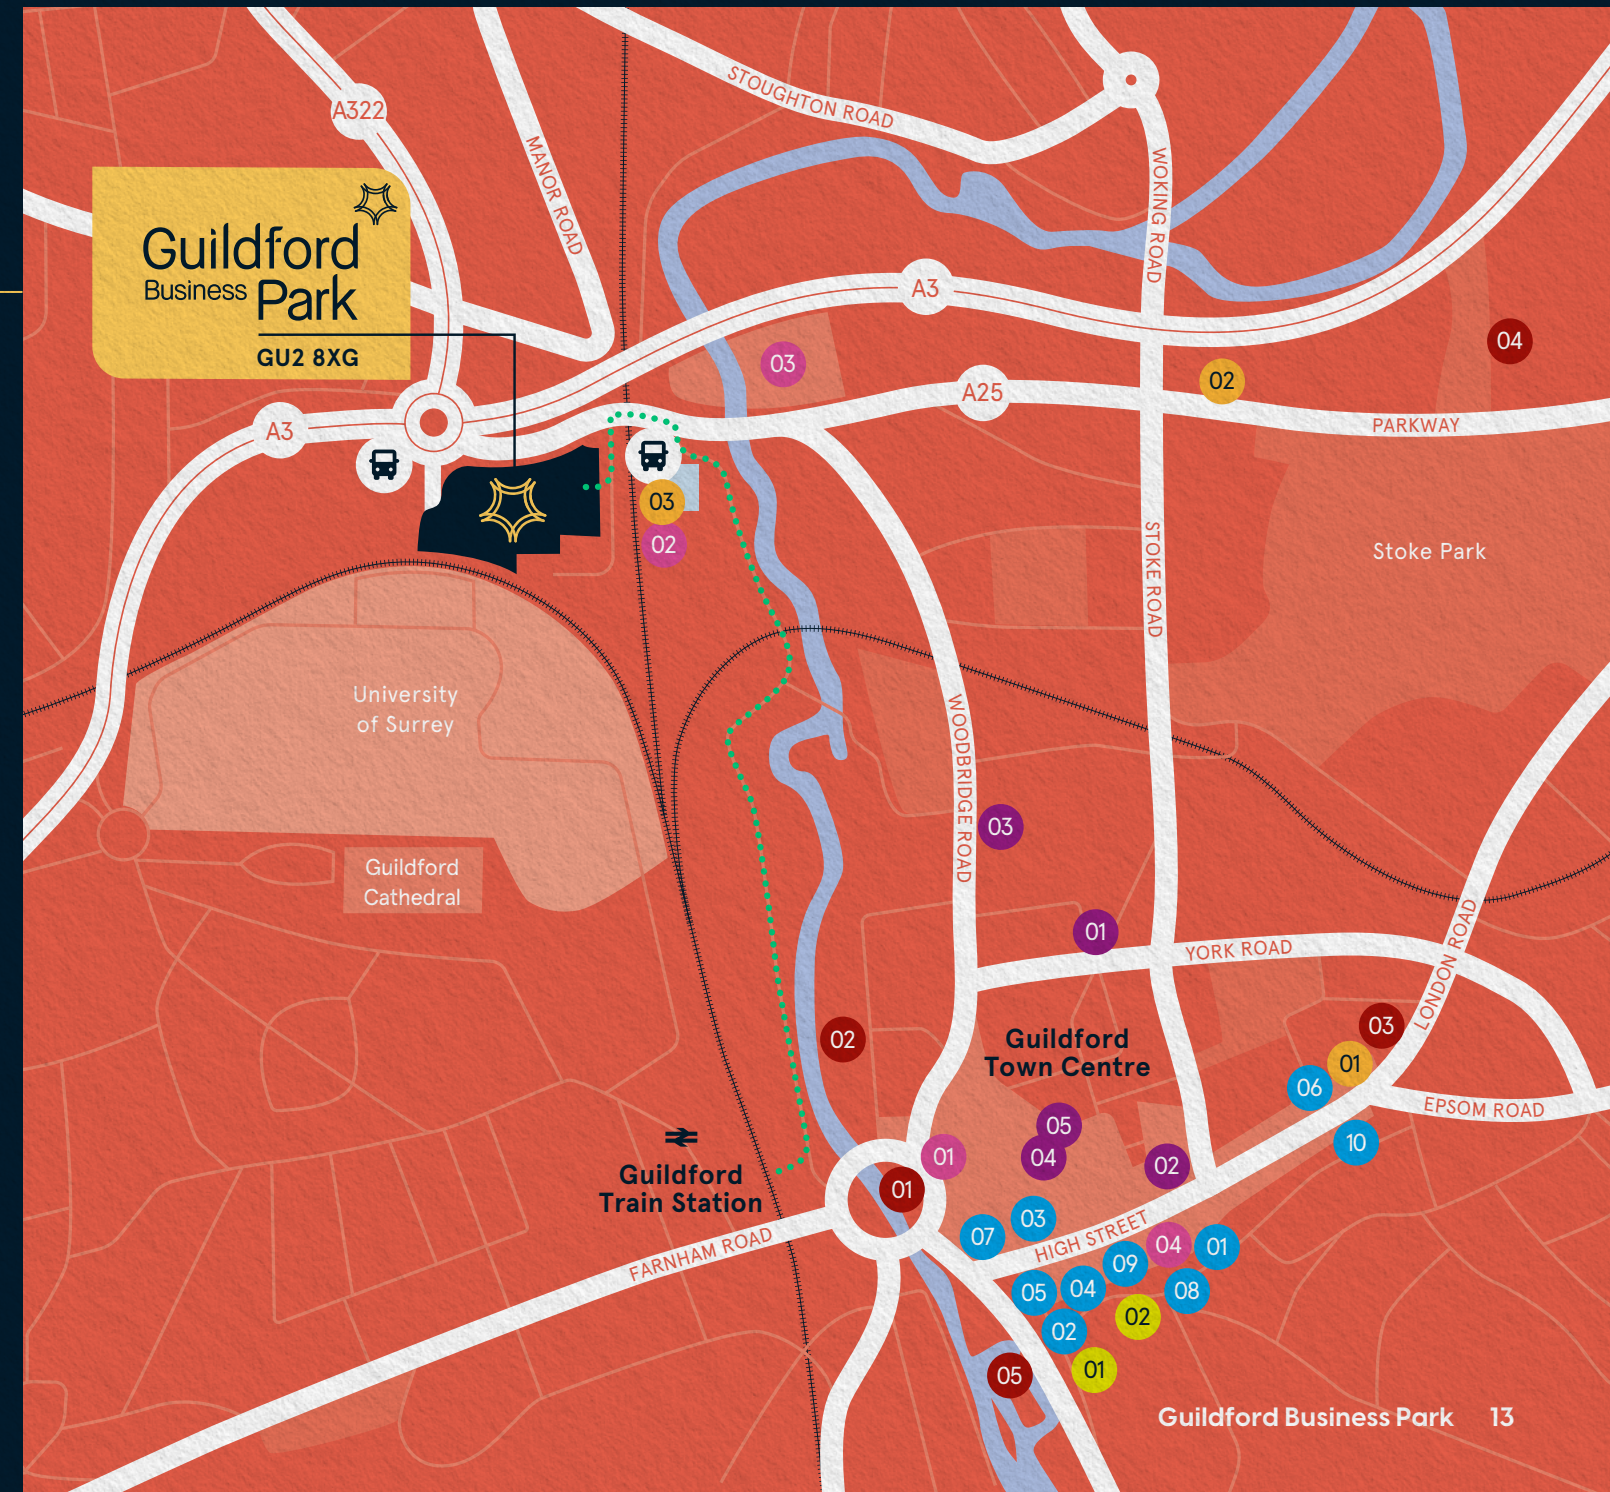 STOUGHTON ROAD
A322
MANOR ROAD
WOKING ROAD
Guildford
Business Park
GU2 8XG
A3
04
03
02
A25
A3
PARKWAY
03
02
Stoke Park
STOKE ROAD
University
of Surrey
WOODBRIDGE ROAD
03
Guildford
Cathedral
01
YORK ROAD
LONDON ROAD
02
03
Guildford
Town Centre
01
06
EPSOM ROAD
05
10
01
04
02
Guildford
Train Station
01
03
07
HIGH STREET
04
01
FARNHAM ROAD
09
05
04
08
02
02
01
05
Guildford Business Park 13